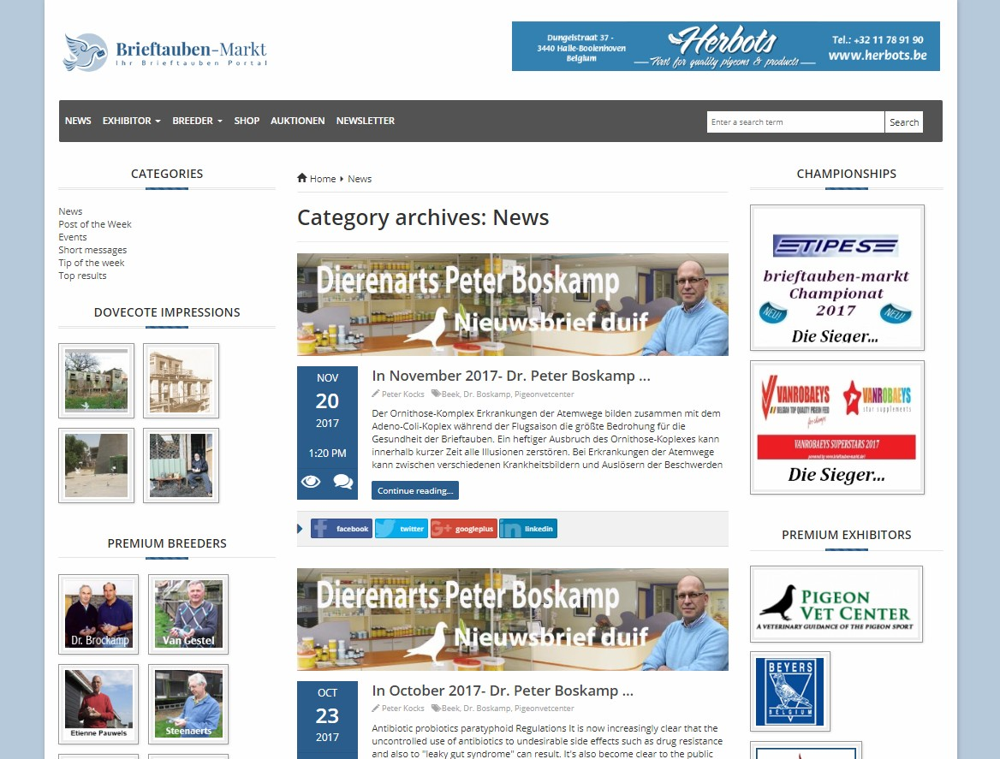 Brieftauben-Markt
Ihr Brieftauben Portal
Dungelstraat 37 -
3440 Halle-Booienhoven
Belgium
Herbots
First for quality pigeons & products
Tel.: +32 11 78 91 90
www.herbots.be
NEWS EXHIBITOR BREEDER SHOP AUKTIONEN NEWSLETTER
Enter a search term
Search
CATEGORIES
News
Post of the Week
Events
Short messages
Tip of the week
Top results
DOVECOTE IMPRESSIONS
PREMIUM BREEDERS
Dr. Brockamp
Van Gestel
Etienne Pauwels
Steenaerts
Home News
Category archives: News
Dierenarts Peter Boskamp
Nieuwsbrief duif
NOV
20
2017
1:20 PM
In November 2017- Dr. Peter Boskamp ...
Peter Kocks Beek, Dr. Boskamp, Pigeonvetcenter
Der Ornithose-Komplex Erkrankungen der Atemwege bilden zusammen mit dem
Adeno-Coli-Koplex während der Flugsaison die größte Bedrohung für die
Gesundheit der Brieftauben. Ein heftiger Ausbruch des Ornithose-Koplexes kann
innerhalb kurzer Zeit alle Illusionen zerstören. Bei Erkrankungen der Atemwege
kann zwischen verschiedenen Krankheitsbildern und Auslösern der Beschwerden
Continue reading...
facebook
twitter
googleplus
linkedin
Dierenarts Peter Boskamp
Nieuwsbrief duif
OCT
23
2017
In October 2017- Dr. Peter Boskamp ...
Peter Kocks Beek, Dr. Boskamp, Pigeonvetcenter
Antibiotic probiotics paratyphoid Regulations It is now increasingly clear that the
uncontrolled use of antibiotics to undesirable side effects such as drug resistance
and also to "leaky gut syndrome" can result. It's also become clear to the public
CHAMPIONSHIPS
TIPES
brieftauben-markt
Championat
2017
NEU!
NEU!
Die Sieger...
VANROBAEYS
BELGIAN TOP QUALITY PIGEON FEED
for champs
VANROBAEYS
star supplements
VANROBAEYS SUPERSTARS 2017
Die Sieger...
PREMIUM EXHIBITORS
PIGEON
VET CENTER
A VETERINARY GUIDANCE OF THE PIGEON SPORT
BEYERS
BELGIUM